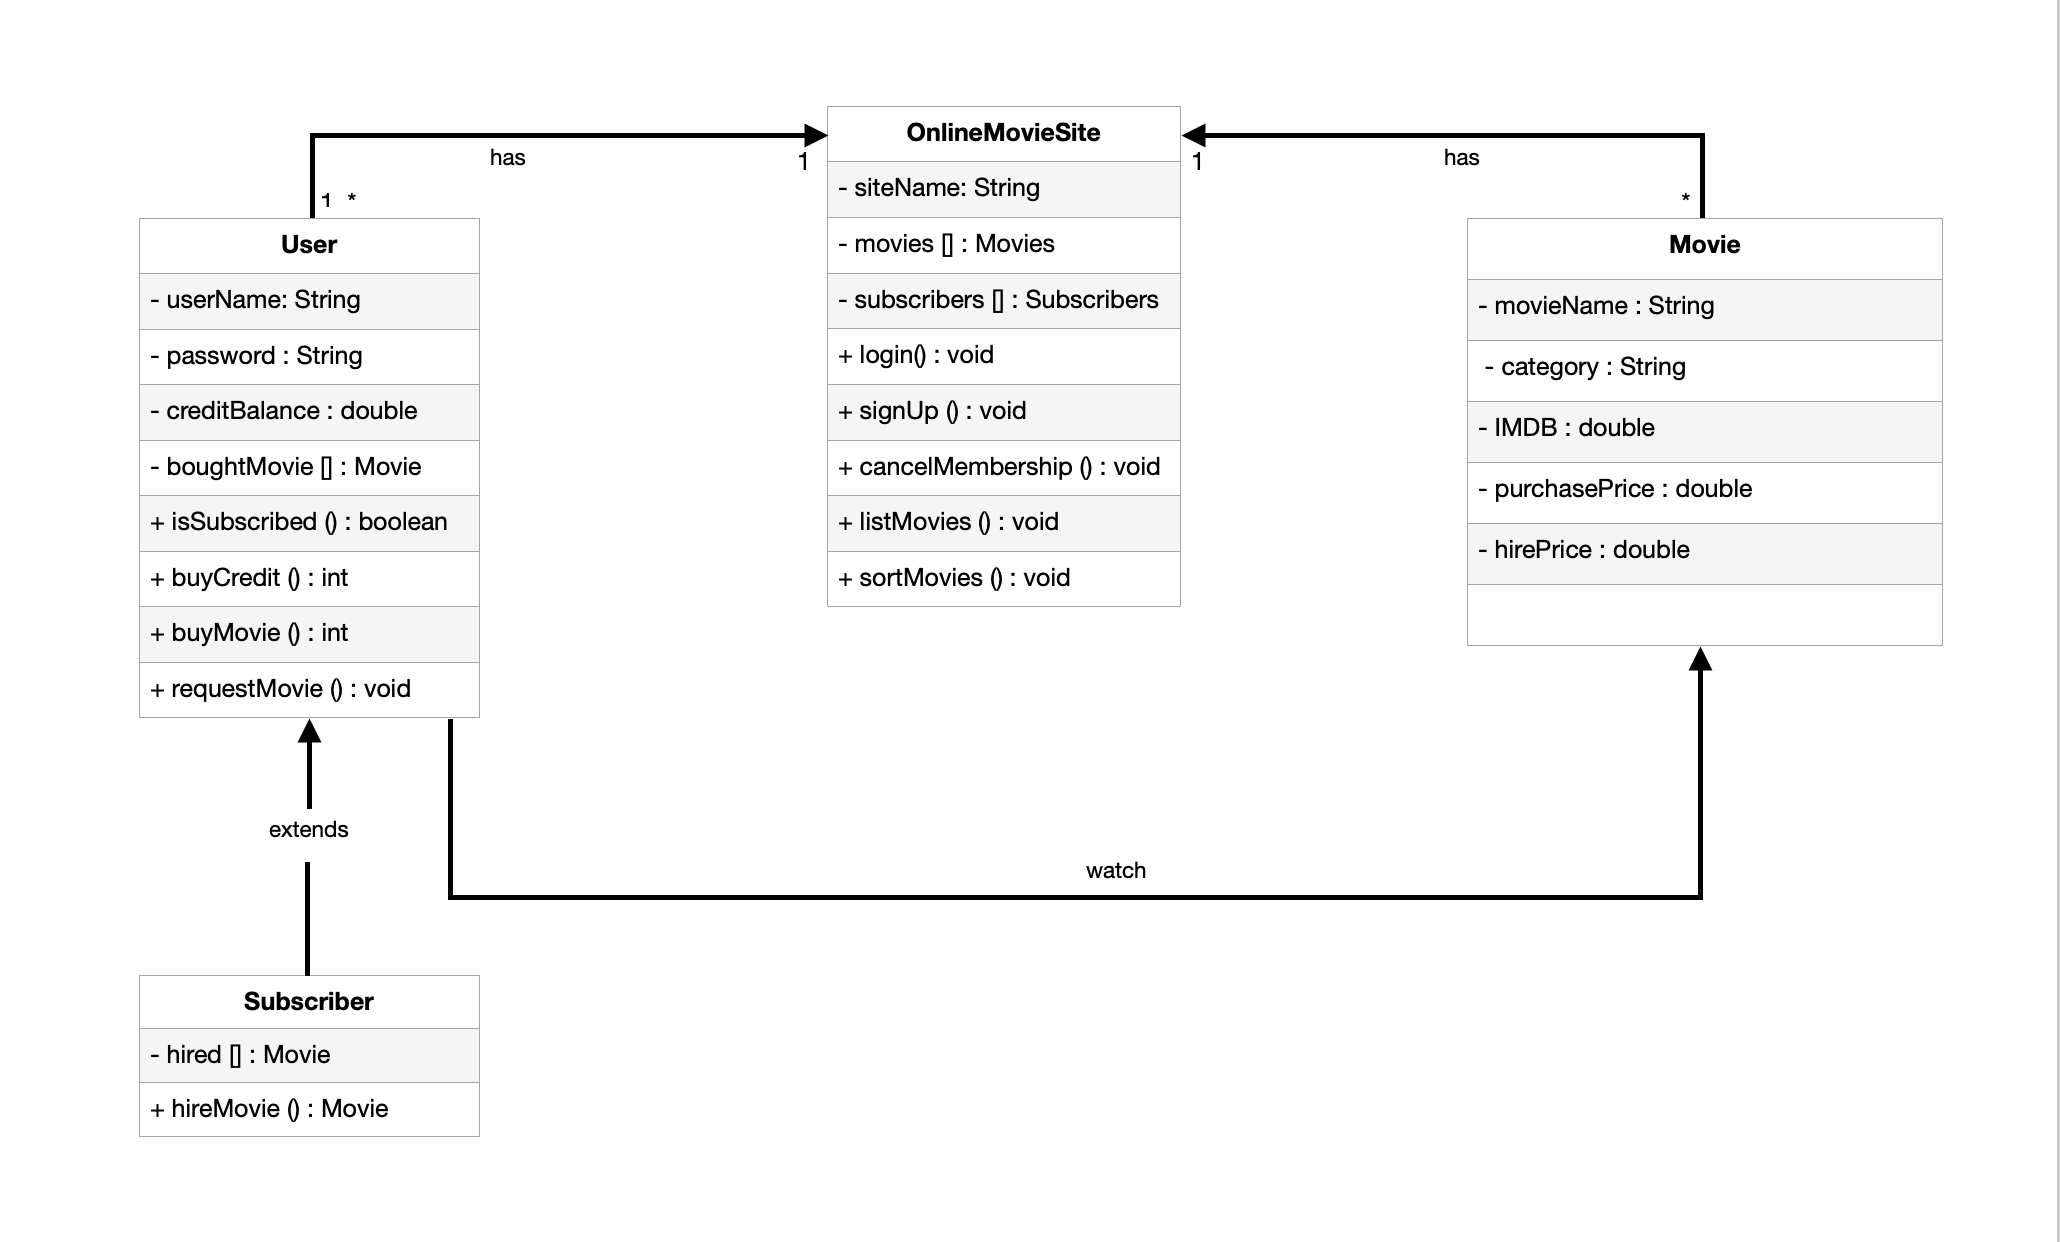 OnlineMovieSite
- siteName: String
- movies [] : Movies
- subscribers [] : Subscribers
+ login() : void
+ signUp () : void
+ cancelMembership () : void
+ listMovies () : void
+ sortMovies () : void
has
1
1 *
has
1
*
User
- userName: String
- password : String
- creditBalance : double
- boughtMovie [] : Movie
+ isSubscribed () : boolean
+ buyCredit () : int
+ buyMovie () : int
+ requestMovie () : void
Movie
- movieName : String
- category : String
- IMDB : double
- purchasePrice : double
- hirePrice : double
extends
watch
Subscriber
- hired [] : Movie
+ hireMovie () : Movie